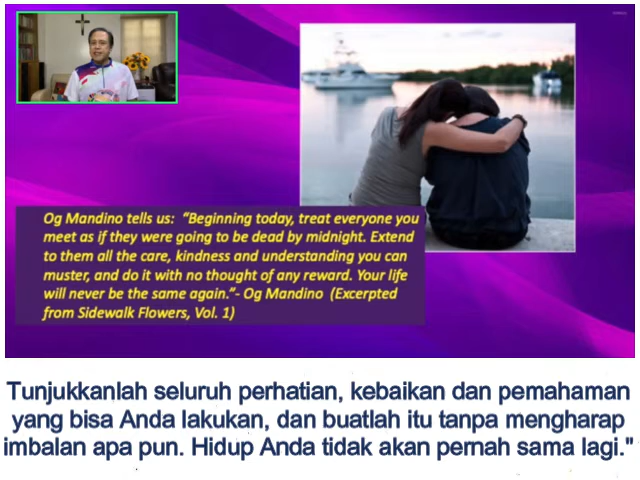 Og Mandino tells us:  “Beginning today, treat everyone you
meet as if they were going to be dead by midnight. Extend
to them all the care, kindness and understanding you can
muster, and do it with no thought of any reward. Your life
will never be the same again.”- Og Mandino  (Excerpted
from Sidewalk Flowers, Vol. 1)
Tunjukkanlah seluruh perhatian, kebaikan dan pemahaman
yang bisa Anda lakukan, dan buatlah itu tanpa mengharap
imbalan apa pun. Hidup Anda tidak akan pernah sama lagi."